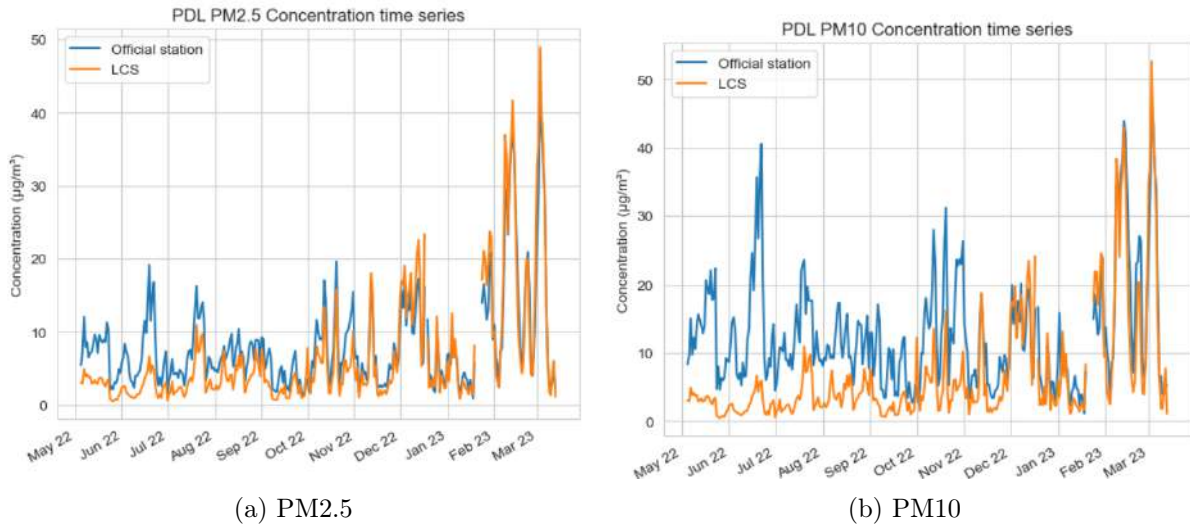 PDL PM2.5 Concentration time series
50
40
30
20
10
0
Concentration (µg/m³)
Official station
LCS
May 22
Jun 22
Jul 22
Aug 22
Sep 22
Oct 22
Nov 22
Dec 22
Jan 23
Feb 23
Mar 23
(a) PM2.5
PDL PM10 Concentration time series
50
40
30
20
10
0
Concentration (µg/m³)
Official station
LCS
May 22
Jun 22
Jul 22
Aug 22
Sep 22
Oct 22
Nov 22
Dec 22
Jan 23
Feb 23
Mar 23
(b) PM10